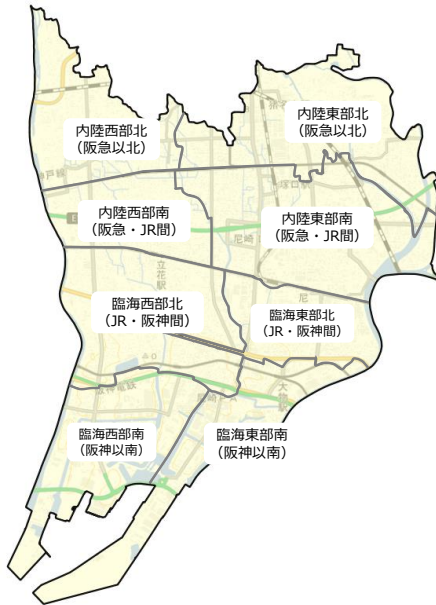 内陸西部北
（阪急以北）
内陸東部北
（阪急以北）
内陸西部南
（阪急・JR間）
内陸東部南
（阪急・JR間）
立花駅
臨海西部北
（JR・阪神間）
臨海東部北
（JR・阪神間）
大物駅
臨海西部南
（阪神以南）
臨海東部南
（阪神以南）